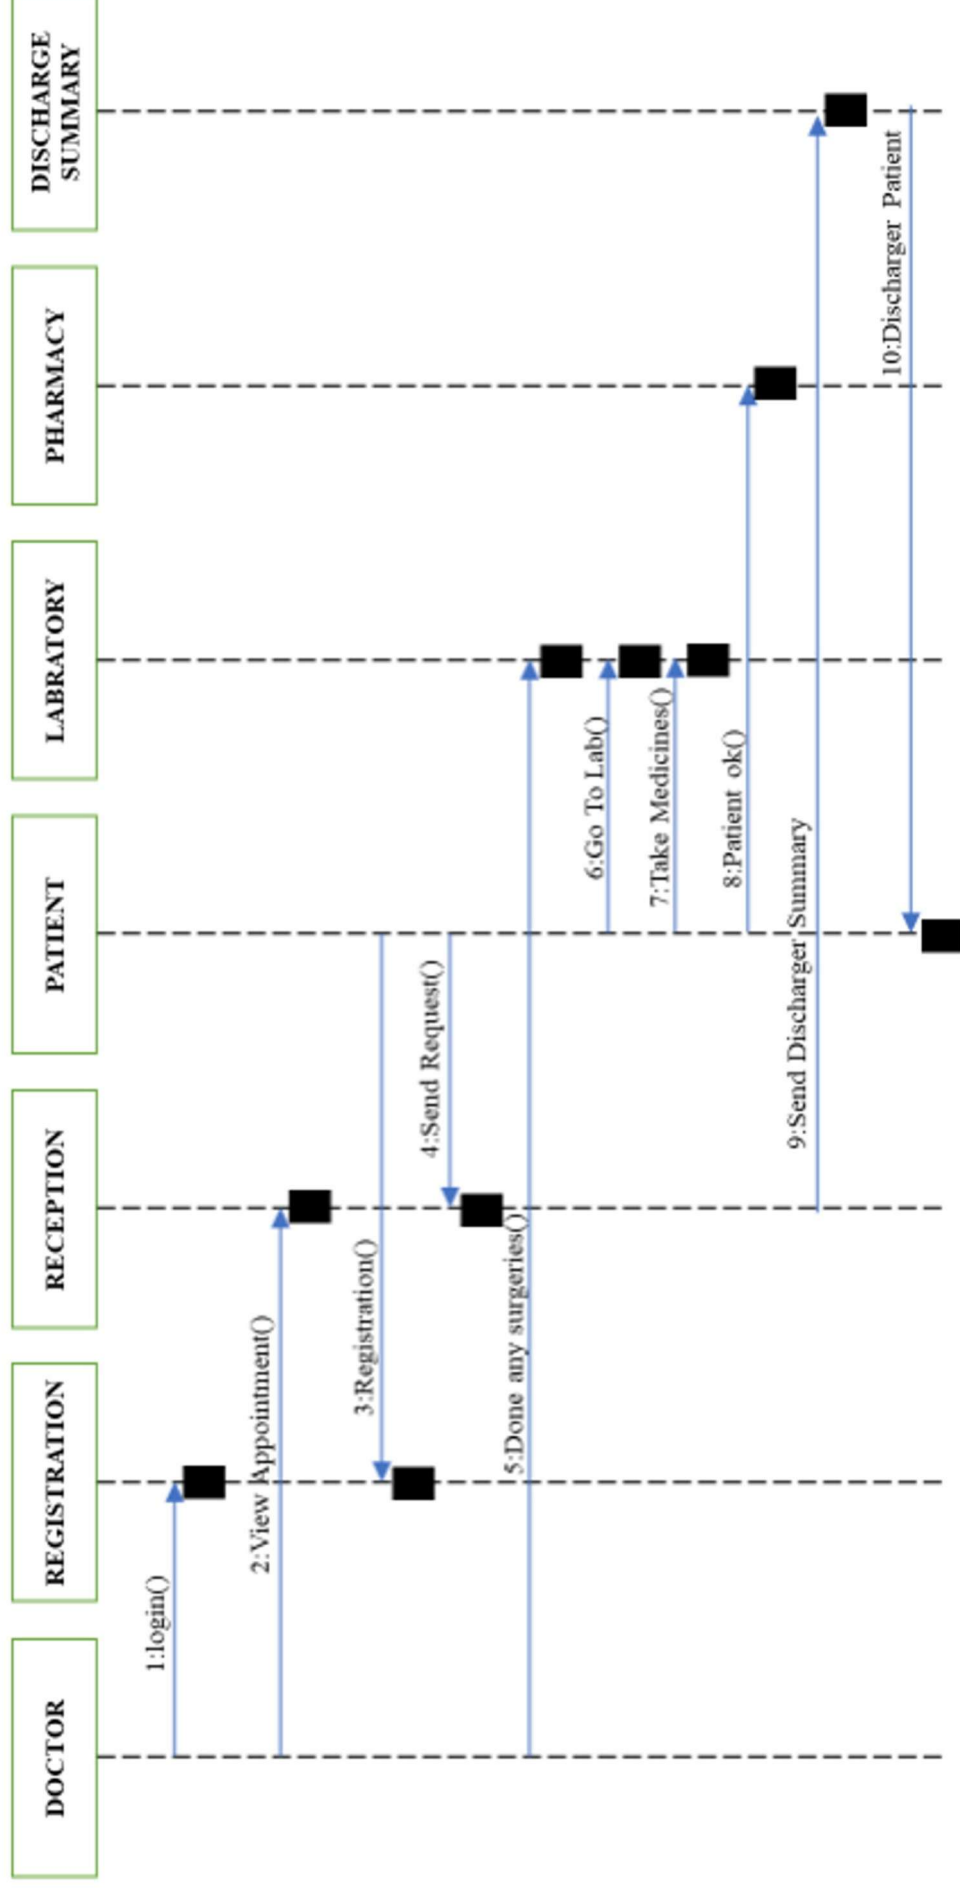 DOCTOR
REGISTRATION
RECEPTION
PATIENT
LABRATORY
PHARMACY
DISCHARGE
SUMMARY
1:login()
2:View Appointment()
3:Registration()
4:Send Request()
5:Done any surgeries()
6:Go To Lab()
7:Take Medicines()
8:Patient ok()
9:Send Discharger Summary
10:Discharger Patient